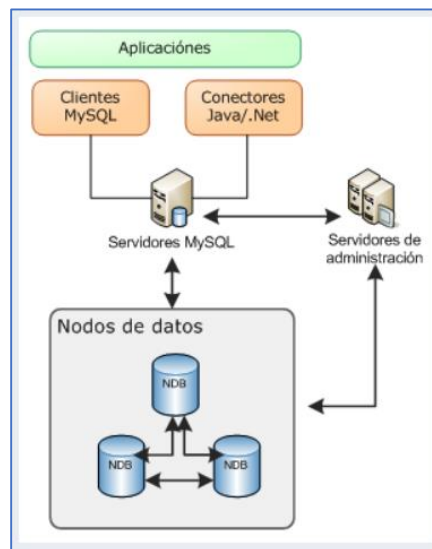 Aplicaciónes
Clientes
MySQL
Conectores
Java/.Net
Servidores MySQL
Servidores de
administración
Nodos de datos
NDB
NDB
NDB